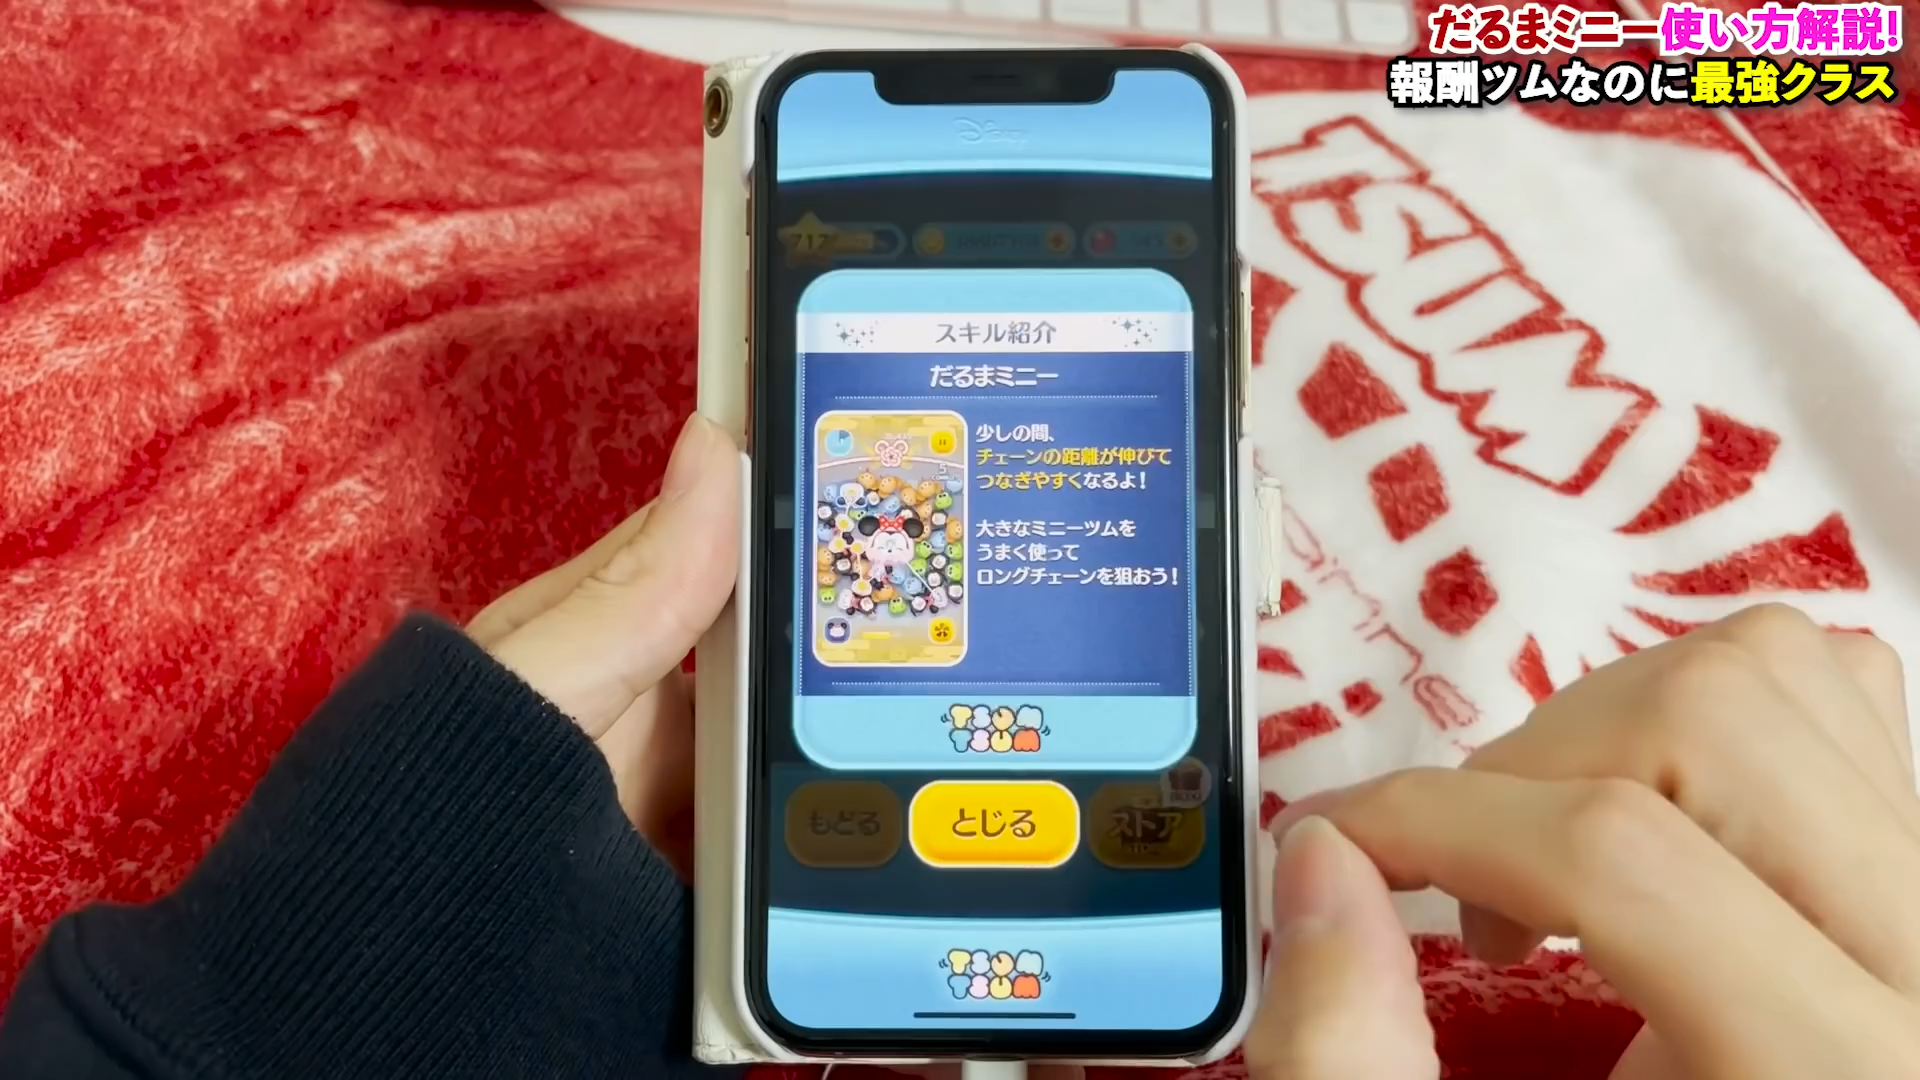 だるまミニー使い方解説!
報酬ツムなのに最強クラス
Disney
717
スキル紹介
だるまミニー
少しの間、
チェーンの距離が伸びて
つなぎやすくなるよ!
大きなミニーツムを
うまく使って
ロングチェーンを狙おう!
5
TSUM
TSUM
もどる
とじる
ストア
STORE
BOX
TSUM
TSUM
TSUM